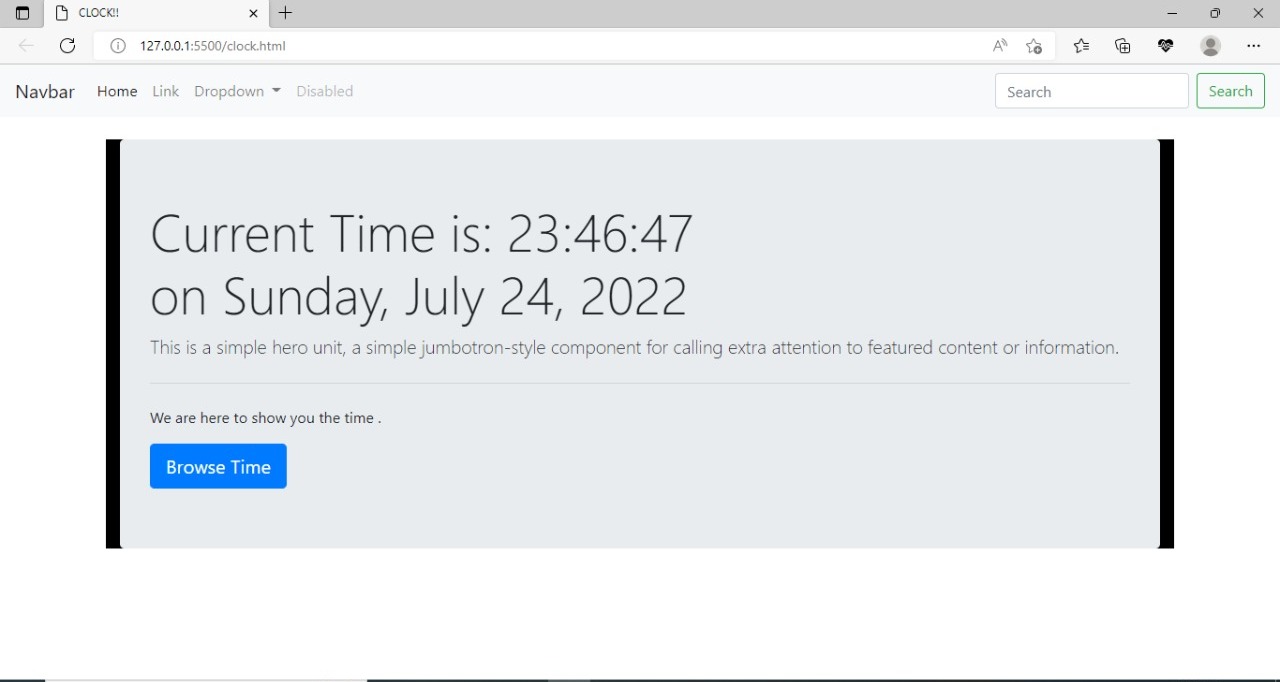 CLOCK!!
127.0.0.1:5500/clock.html
Navbar Home Link Dropdown Disabled Search Search
Current Time is: 23:46:47
on Sunday, July 24, 2022
This is a simple hero unit, a simple jumbotron-style component for calling extra attention to featured content or information.
We are here to show you the time .
Browse Time